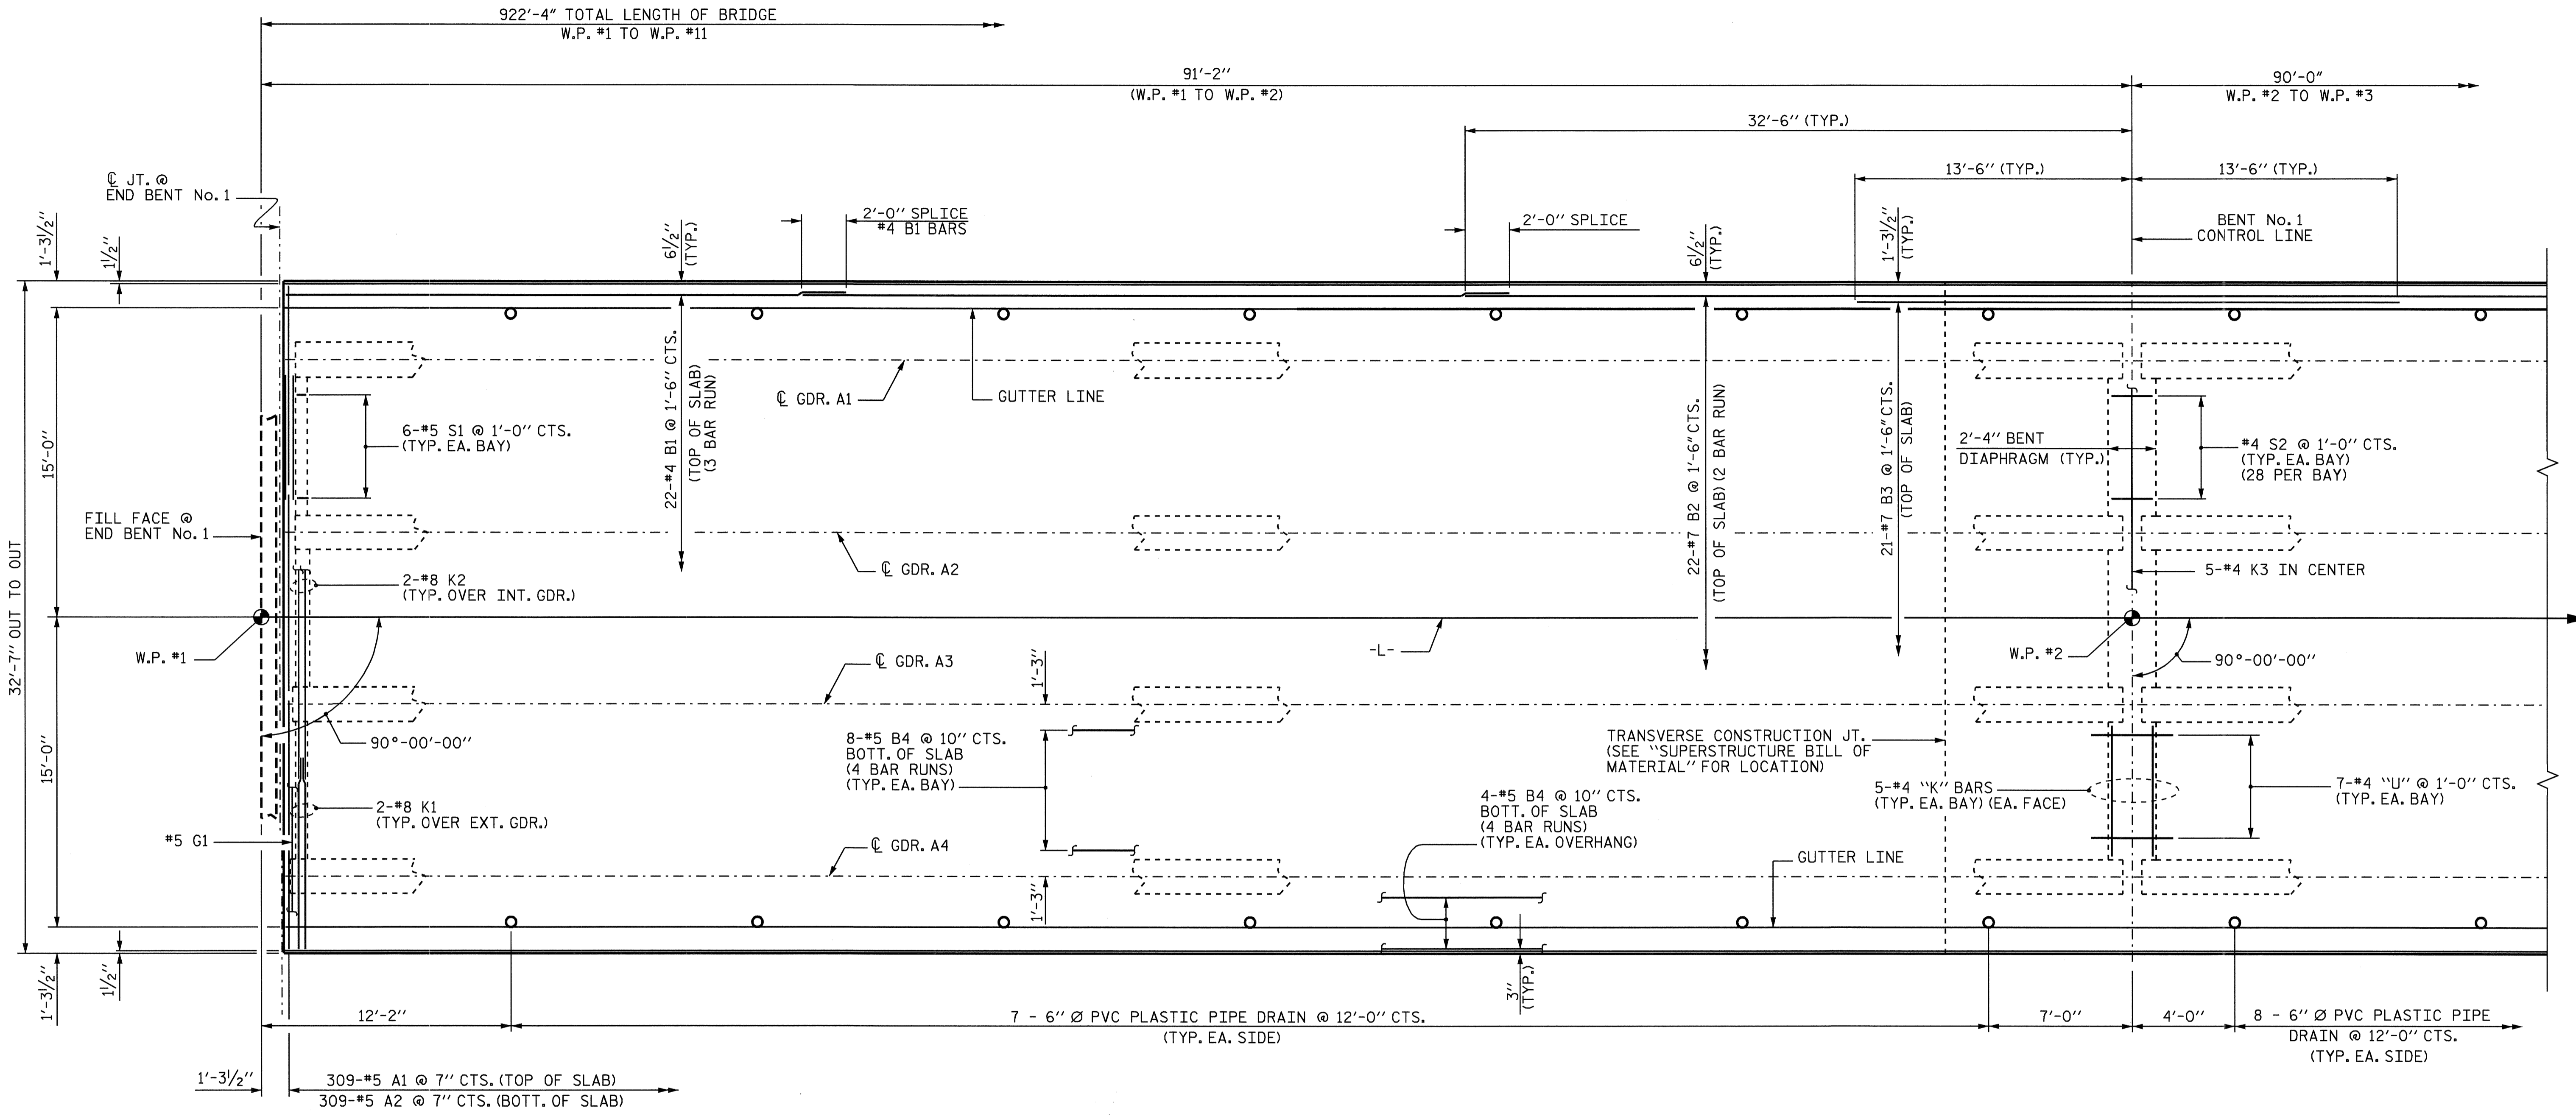 922'-4" TOTAL LENGTH OF BRIDGE
W.P. #1 TO W.P. #11
91'-2"
(W.P. #1 TO W.P. #2)
90'-0"
W.P. #2 TO W.P. #3
32'-6" (TYP.)
13'-6" (TYP.)
13'-6" (TYP.)
℄ JT. @
END BENT No. 1
2'-0" SPLICE
#4 B1 BARS
2'-0" SPLICE
BENT No. 1
CONTROL LINE
1'-3½"
1½"
6½"
(TYP.)
6½"
(TYP.)
1'-3½"
(TYP.)
32'-7" OUT TO OUT
15'-0"
15'-0"
22-#4 B1 @ 1'-6" CTS.
(TOP OF SLAB)
(3 BAR RUN)
℄ GDR. A1
GUTTER LINE
22-#7 B2 @ 1'-6" CTS.
(TOP OF SLAB) (2 BAR RUN)
21-#7 B3 @ 1'-6" CTS.
(TOP OF SLAB)
6-#5 S1 @ 1'-0" CTS.
(TYP. EA. BAY)
2'-4" BENT
DIAPHRAGM (TYP.)
#4 S2 @ 1'-0" CTS.
(TYP. EA. BAY)
(28 PER BAY)
FILL FACE @
END BENT No. 1
℄ GDR. A2
2-#8 K2
(TYP. OVER INT. GDR.)
5-#4 K3 IN CENTER
W.P. #1
-L-
W.P. #2
90°-00'-00"
℄ GDR. A3
1'-3"
90°-00'-00"
8-#5 B4 @ 10" CTS.
BOTT. OF SLAB
(4 BAR RUNS)
(TYP. EA. BAY)
TRANSVERSE CONSTRUCTION JT.
(SEE "SUPERSTRUCTURE BILL OF
MATERIAL" FOR LOCATION)
5-#4 "K" BARS
(TYP. EA. BAY) (EA. FACE)
7-#4 "U" @ 1'-0" CTS.
(TYP. EA. BAY)
2-#8 K1
(TYP. OVER EXT. GDR.)
4-#5 B4 @ 10" CTS.
BOTT. OF SLAB
(4 BAR RUNS)
(TYP. EA. OVERHANG)
#5 G1
℄ GDR. A4
GUTTER LINE
1'-3"
1'-3½"
1½"
3"
(TYP.)
12'-2"
7 - 6" Ø PVC PLASTIC PIPE DRAIN @ 12'-0" CTS.
(TYP. EA. SIDE)
7'-0"
4'-0"
8 - 6" Ø PVC PLASTIC PIPE
DRAIN @ 12'-0" CTS.
(TYP. EA. SIDE)
1'-3½"
309-#5 A1 @ 7" CTS. (TOP OF SLAB)
309-#5 A2 @ 7" CTS. (BOTT. OF SLAB)